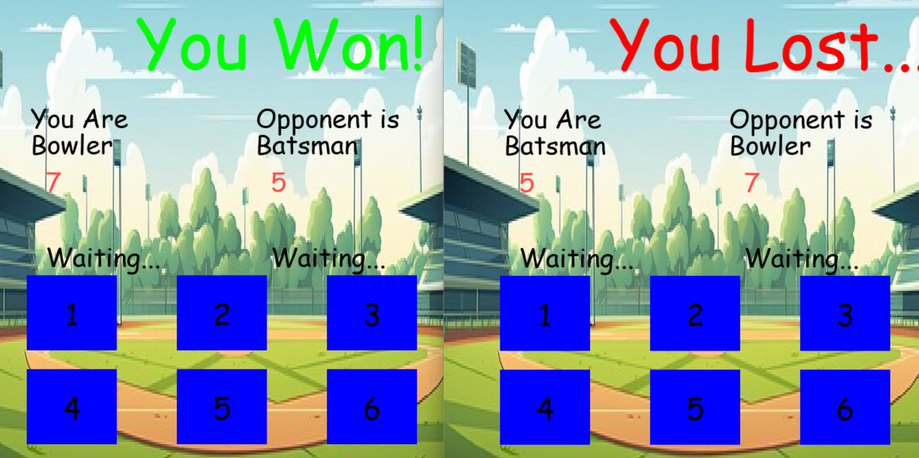 You Won!
You Are
Bowler
7
Opponent is
Batsman
5
Waiting...
Waiting...
1
2
3
4
5
6
You Lost...
You Are
Batsman
5
Opponent is
Bowler
7
Waiting...
Waiting...
1
2
3
4
5
6